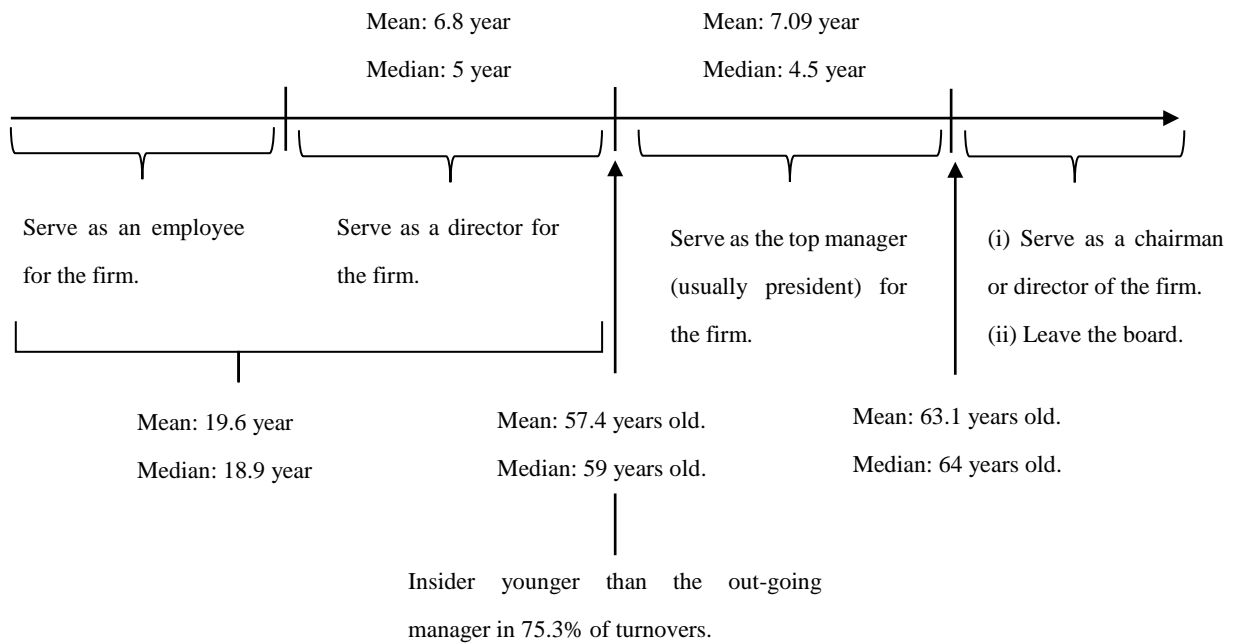 Mean: 6.8 year
Median: 5 year
Mean: 7.09 year
Median: 4.5 year
Serve as an employee
for the firm.
Serve as a director for
the firm.
Serve as the top manager
(usually president) for
the firm.
(i) Serve as a chairman
or director of the firm.
(ii) Leave the board.
Mean: 19.6 year
Median: 18.9 year
Mean: 57.4 years old.
Median: 59 years old.
Mean: 63.1 years old.
Median: 64 years old.
Insider younger than the out-going
manager in 75.3% of turnovers.